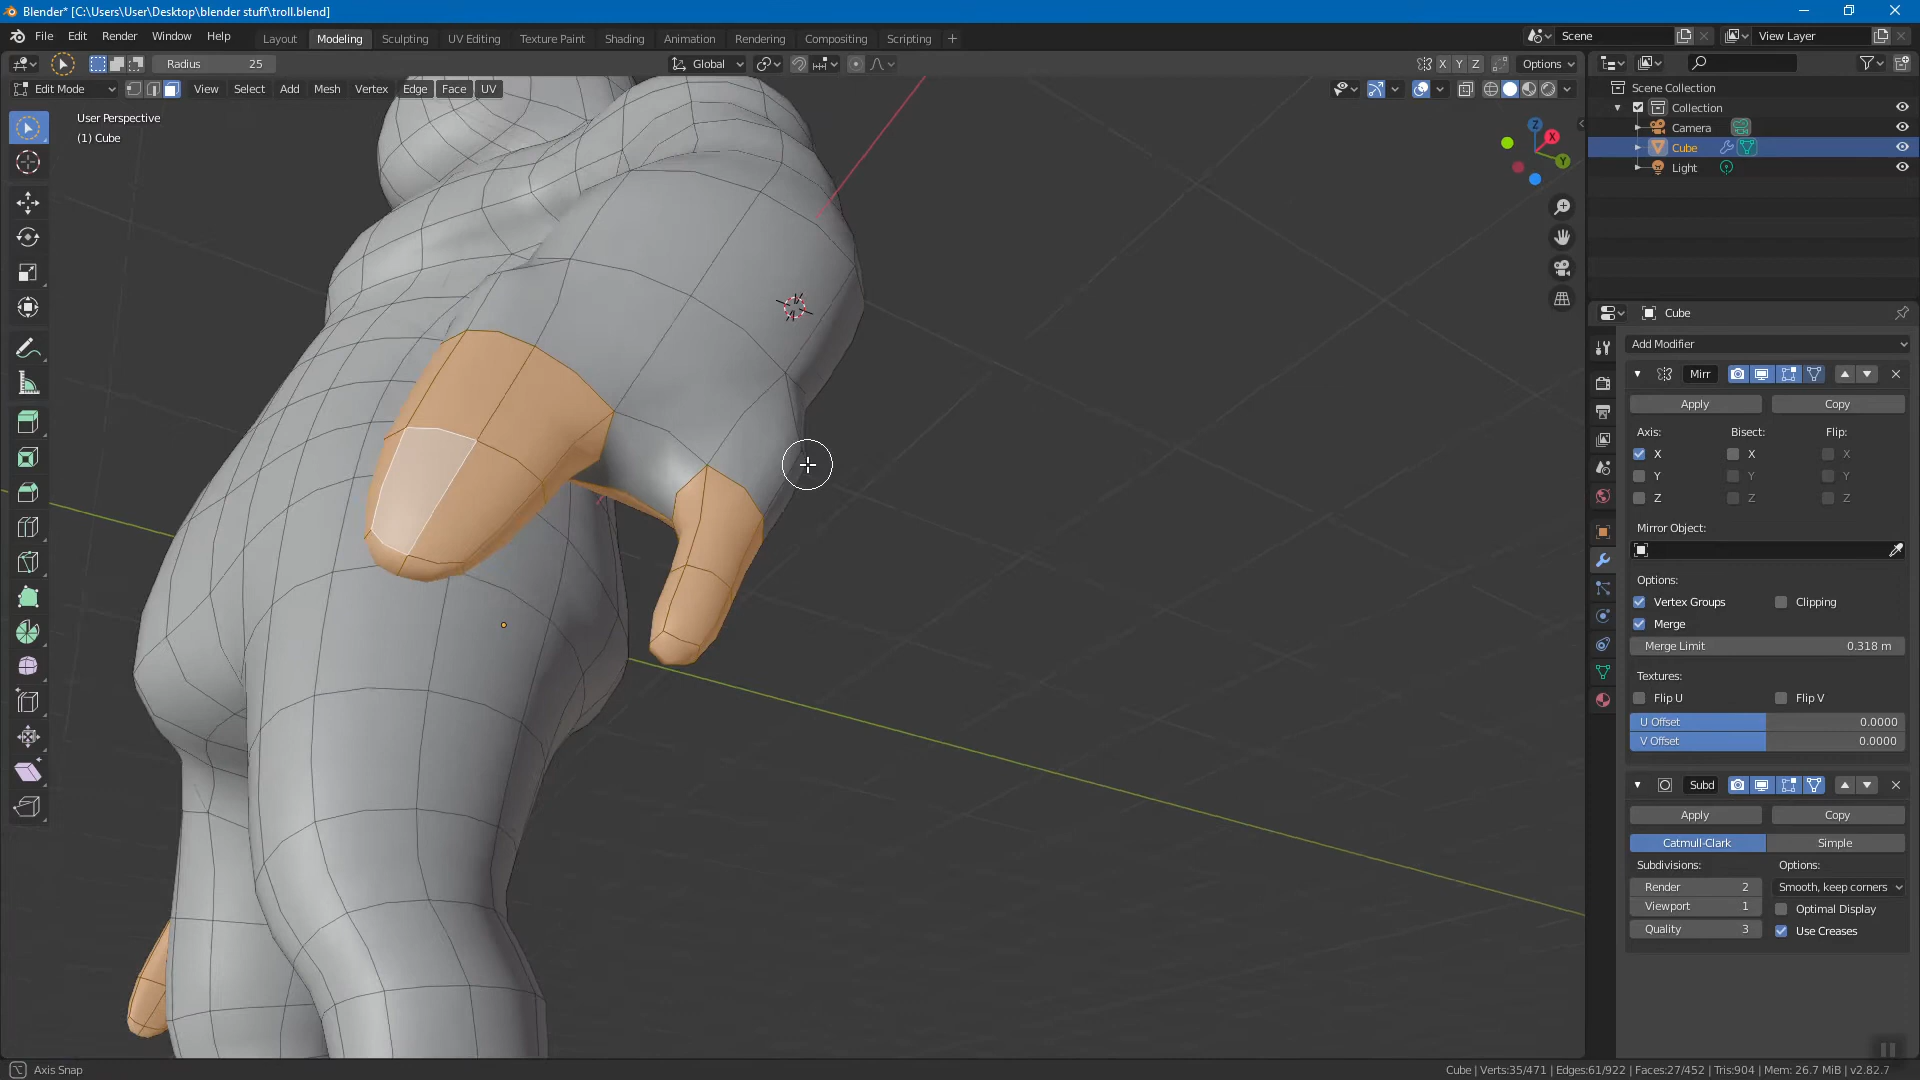 Blender* [C:\Users\User\Desktop\blender stuff\troll.blend]
File Edit Render Window Help
Layout Modeling Sculpting UV Editing Texture Paint Shading Animation Rendering Compositing Scripting +
Scene
View Layer
Radius 25
Global
X Y Z
Options
Edit Mode
View Select Add Mesh Vertex Edge Face UV
User Perspective
(1) Cube
Z
X
Y
Scene Collection
Collection
Camera
Cube
Light
Cube
Add Modifier
Mirr
Apply Copy
Axis: Bisect: Flip:
X X X
Y Y Y
Z Z Z
Mirror Object:
Options:
Vertex Groups Clipping
Merge
Merge Limit 0.318 m
Textures:
Flip U Flip V
U Offset 0.0000
V Offset 0.0000
Subd
Apply Copy
Catmull-Clark Simple
Subdivisions: Options:
Render 2 Smooth, keep corners
Viewport 1 Optimal Display
Quality 3 Use Creases
Axis Snap
Cube | Verts:35/471 | Edges:61/922 | Faces:27/452 | Tris:904 | Mem: 26.7 MiB | v2.82.7